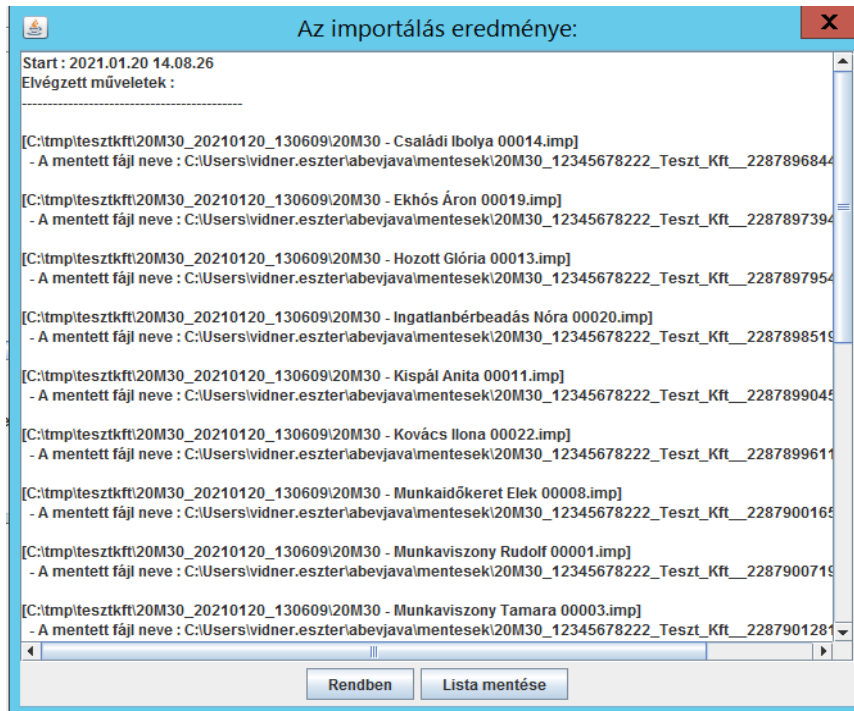 Az importálás eredménye:
Start : 2021.01.20 14.08.26
Elvégzett műveletek :
--------------------------------------------
[C:\tmp\tesztkft\20M30_20210120_130609\20M30 - Családi Ibolya 00014.imp]
- A mentett fájl neve : C:\Users\vidner.eszter\abevjava\mentesek\20M30_12345678222_Teszt_Kft__2287896844
[C:\tmp\tesztkft\20M30_20210120_130609\20M30 - Ekhós Áron 00019.imp]
- A mentett fájl neve : C:\Users\vidner.eszter\abevjava\mentesek\20M30_12345678222_Teszt_Kft__2287897394
[C:\tmp\tesztkft\20M30_20210120_130609\20M30 - Hozott Glória 00013.imp]
- A mentett fájl neve : C:\Users\vidner.eszter\abevjava\mentesek\20M30_12345678222_Teszt_Kft__2287897954
[C:\tmp\tesztkft\20M30_20210120_130609\20M30 - Ingatlanbérbeadás Nóra 00020.imp]
- A mentett fájl neve : C:\Users\vidner.eszter\abevjava\mentesek\20M30_12345678222_Teszt_Kft__2287898519
[C:\tmp\tesztkft\20M30_20210120_130609\20M30 - Kispál Anita 00011.imp]
- A mentett fájl neve : C:\Users\vidner.eszter\abevjava\mentesek\20M30_12345678222_Teszt_Kft__2287899045
[C:\tmp\tesztkft\20M30_20210120_130609\20M30 - Kovács Ilona 00022.imp]
- A mentett fájl neve : C:\Users\vidner.eszter\abevjava\mentesek\20M30_12345678222_Teszt_Kft__2287899611
[C:\tmp\tesztkft\20M30_20210120_130609\20M30 - Munkaidőkeret Elek 00008.imp]
- A mentett fájl neve : C:\Users\vidner.eszter\abevjava\mentesek\20M30_12345678222_Teszt_Kft__2287900165
[C:\tmp\tesztkft\20M30_20210120_130609\20M30 - Munkaviszony Rudolf 00001.imp]
- A mentett fájl neve : C:\Users\vidner.eszter\abevjava\mentesek\20M30_12345678222_Teszt_Kft__2287900719
[C:\tmp\tesztkft\20M30_20210120_130609\20M30 - Munkaviszony Tamara 00003.imp]
- A mentett fájl neve : C:\Users\vidner.eszter\abevjava\mentesek\20M30_12345678222_Teszt_Kft__2287901281
Rendben
Lista mentése